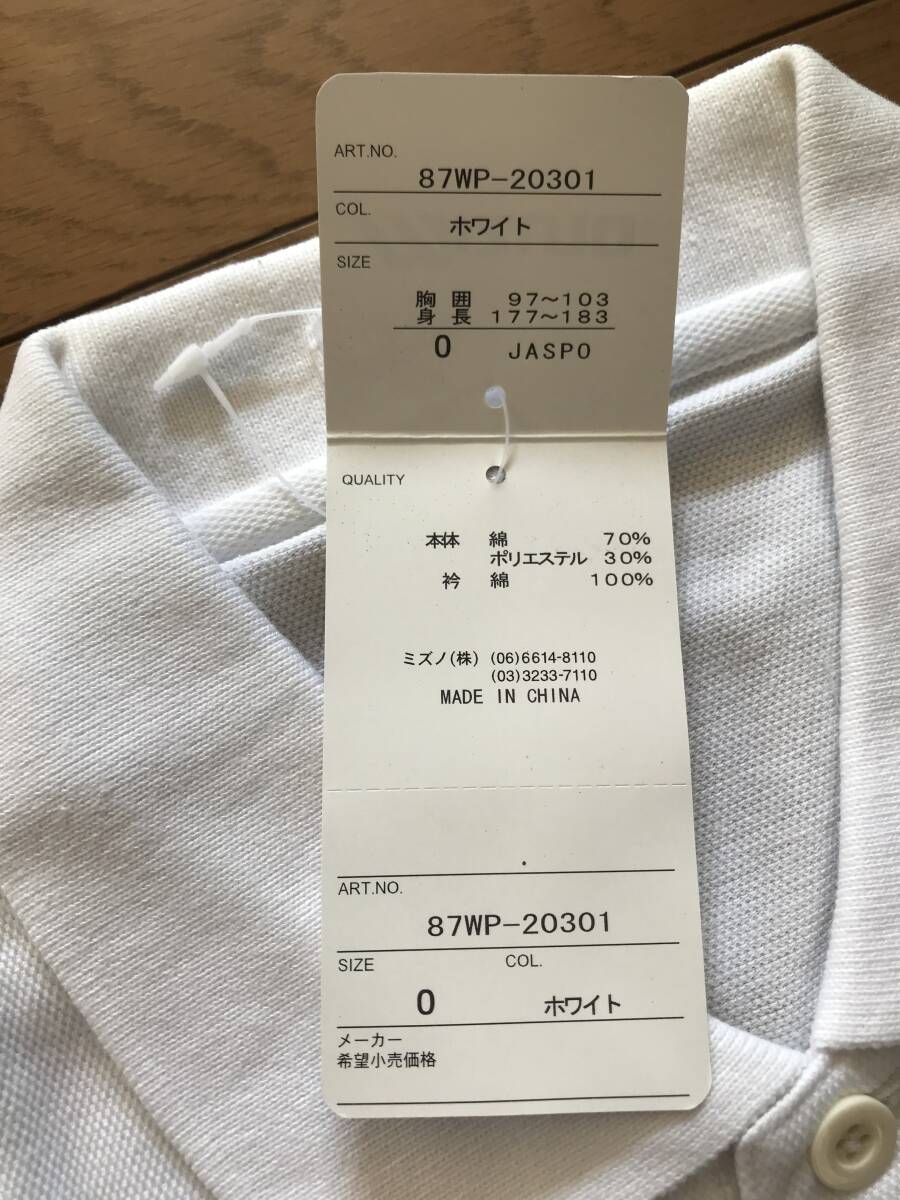 ART.NO.
87WP-20301
COL.
ホワイト
SIZE
胸囲 97～103
身長 177～183
O JASPO
QUALITY
本体 綿 70%
ポリエステル 30%
衿 綿 100%
ミズノ(株) (06)6614-8110
(03)3233-7110
MADE IN CHINA
ART.NO.
87WP-20301
SIZE COL.
O ホワイト
メーカー
希望小売価格